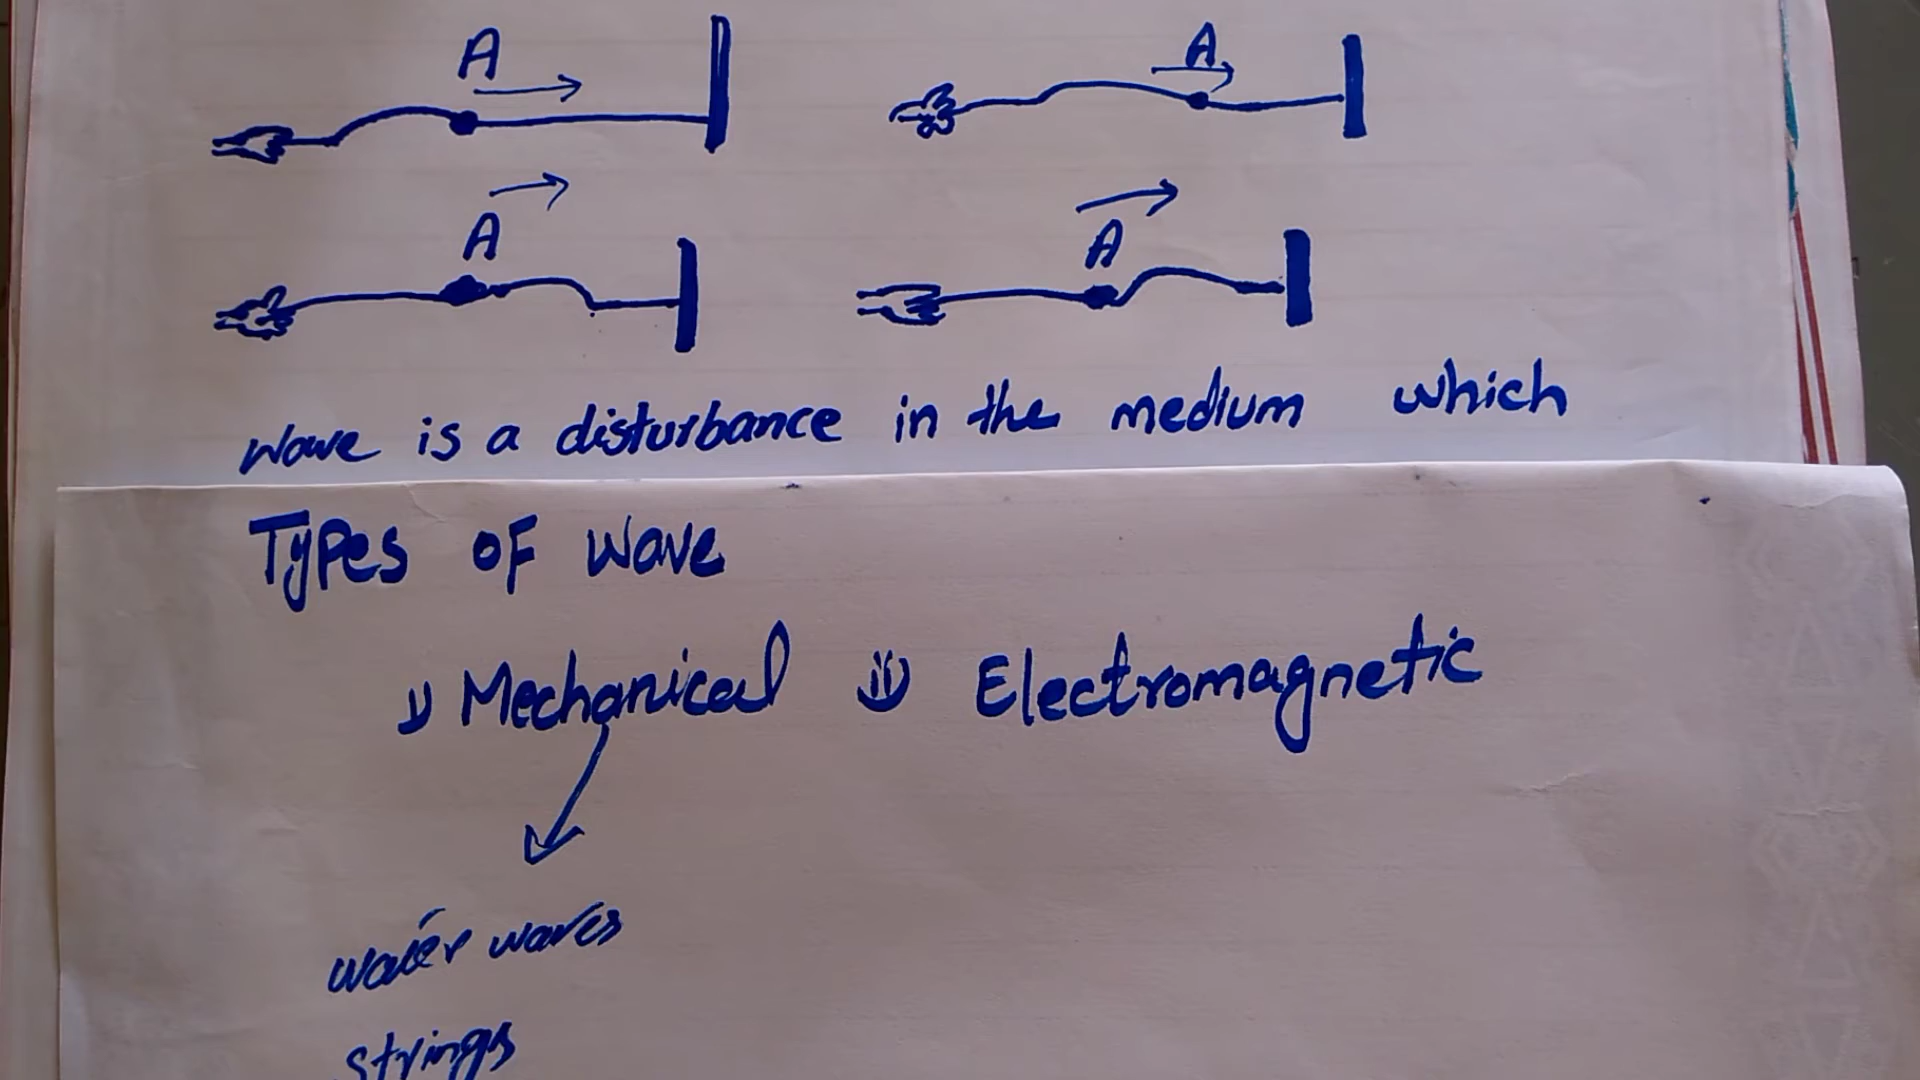 A A
A A
Wave is a disturbance in the medium which
Types of wave
i) Mechanical ii) Electromagnetic
water waves
strings